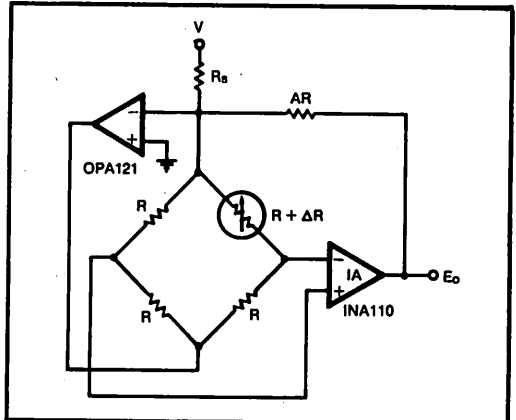 V
Rs
AR
−
+
OPA121
R
R + ΔR
R
R
−
IA
+
Eo
INA110